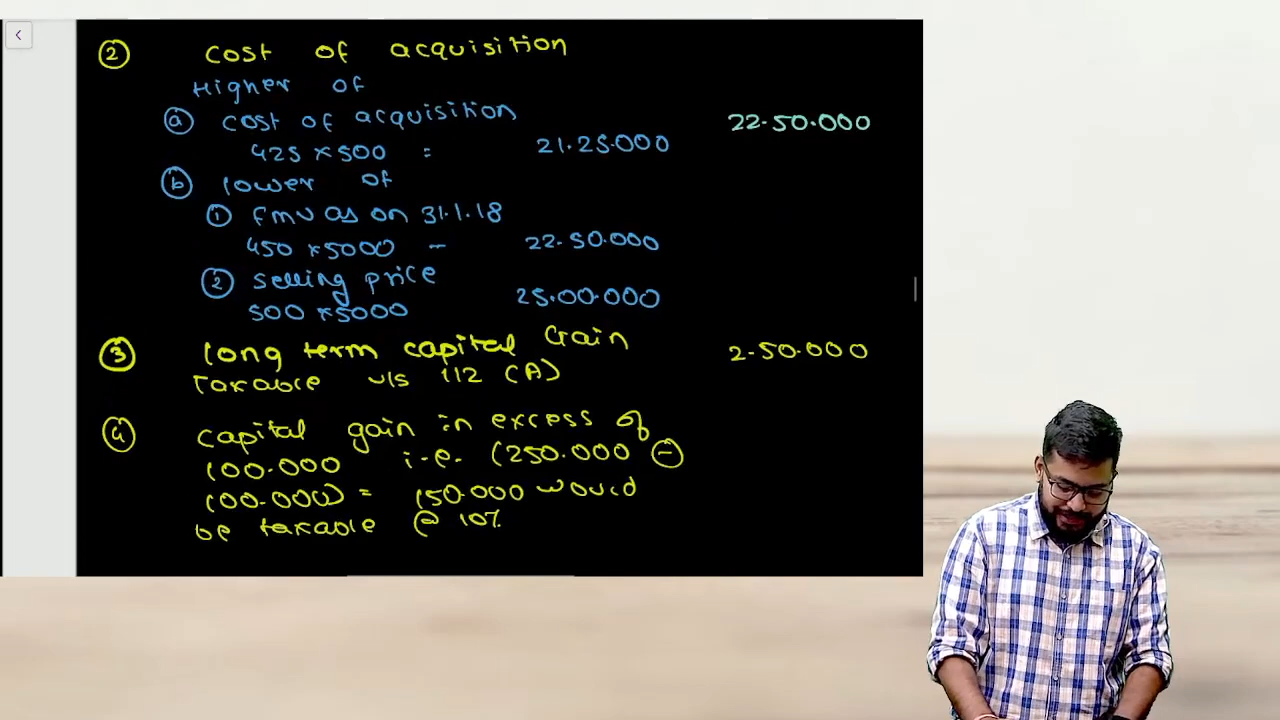 ② cost of acquisition
Higher of
ⓐ cost of acquisition 22.50.000
425 x 500 = 21.25.000
ⓑ lower of
① fmv as on 31.1.18
450 x 5000 - 22.50.000
② selling price
500 x 5000 25.00.000
③ long term capital Gain 2.50.000
taxable u/s 112 (A)
④ capital gain in excess of
100.000 i.e. (250.000 ⊖
100.000) = 150.000 would
be taxable @ 10%